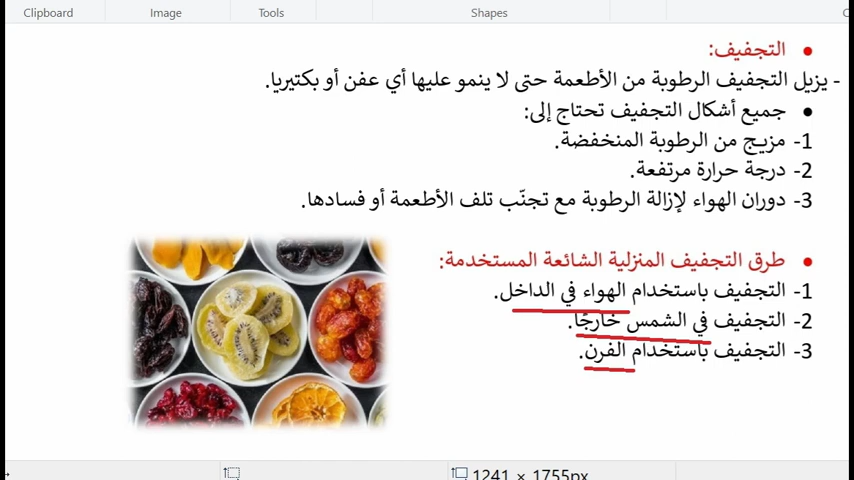 Clipboard
Image
Tools
Shapes
• التجفيف:
- يزيل التجفيف الرطوبة من الأطعمة حتى لا ينمو عليها أي عفن أو بكتيريا.
• جميع أشكال التجفيف تحتاج إلى:
1- مزيج من الرطوبة المنخفضة.
2- درجة حرارة مرتفعة.
3- دوران الهواء لإزالة الرطوبة مع تجنّب تلف الأطعمة أو فسادها.
• طرق التجفيف المنزلية الشائعة المستخدمة:
1- التجفيف باستخدام الهواء في الداخل.
2- التجفيف في الشمس خارجًا.
3- التجفيف باستخدام الفرن.
1241 × 1755px